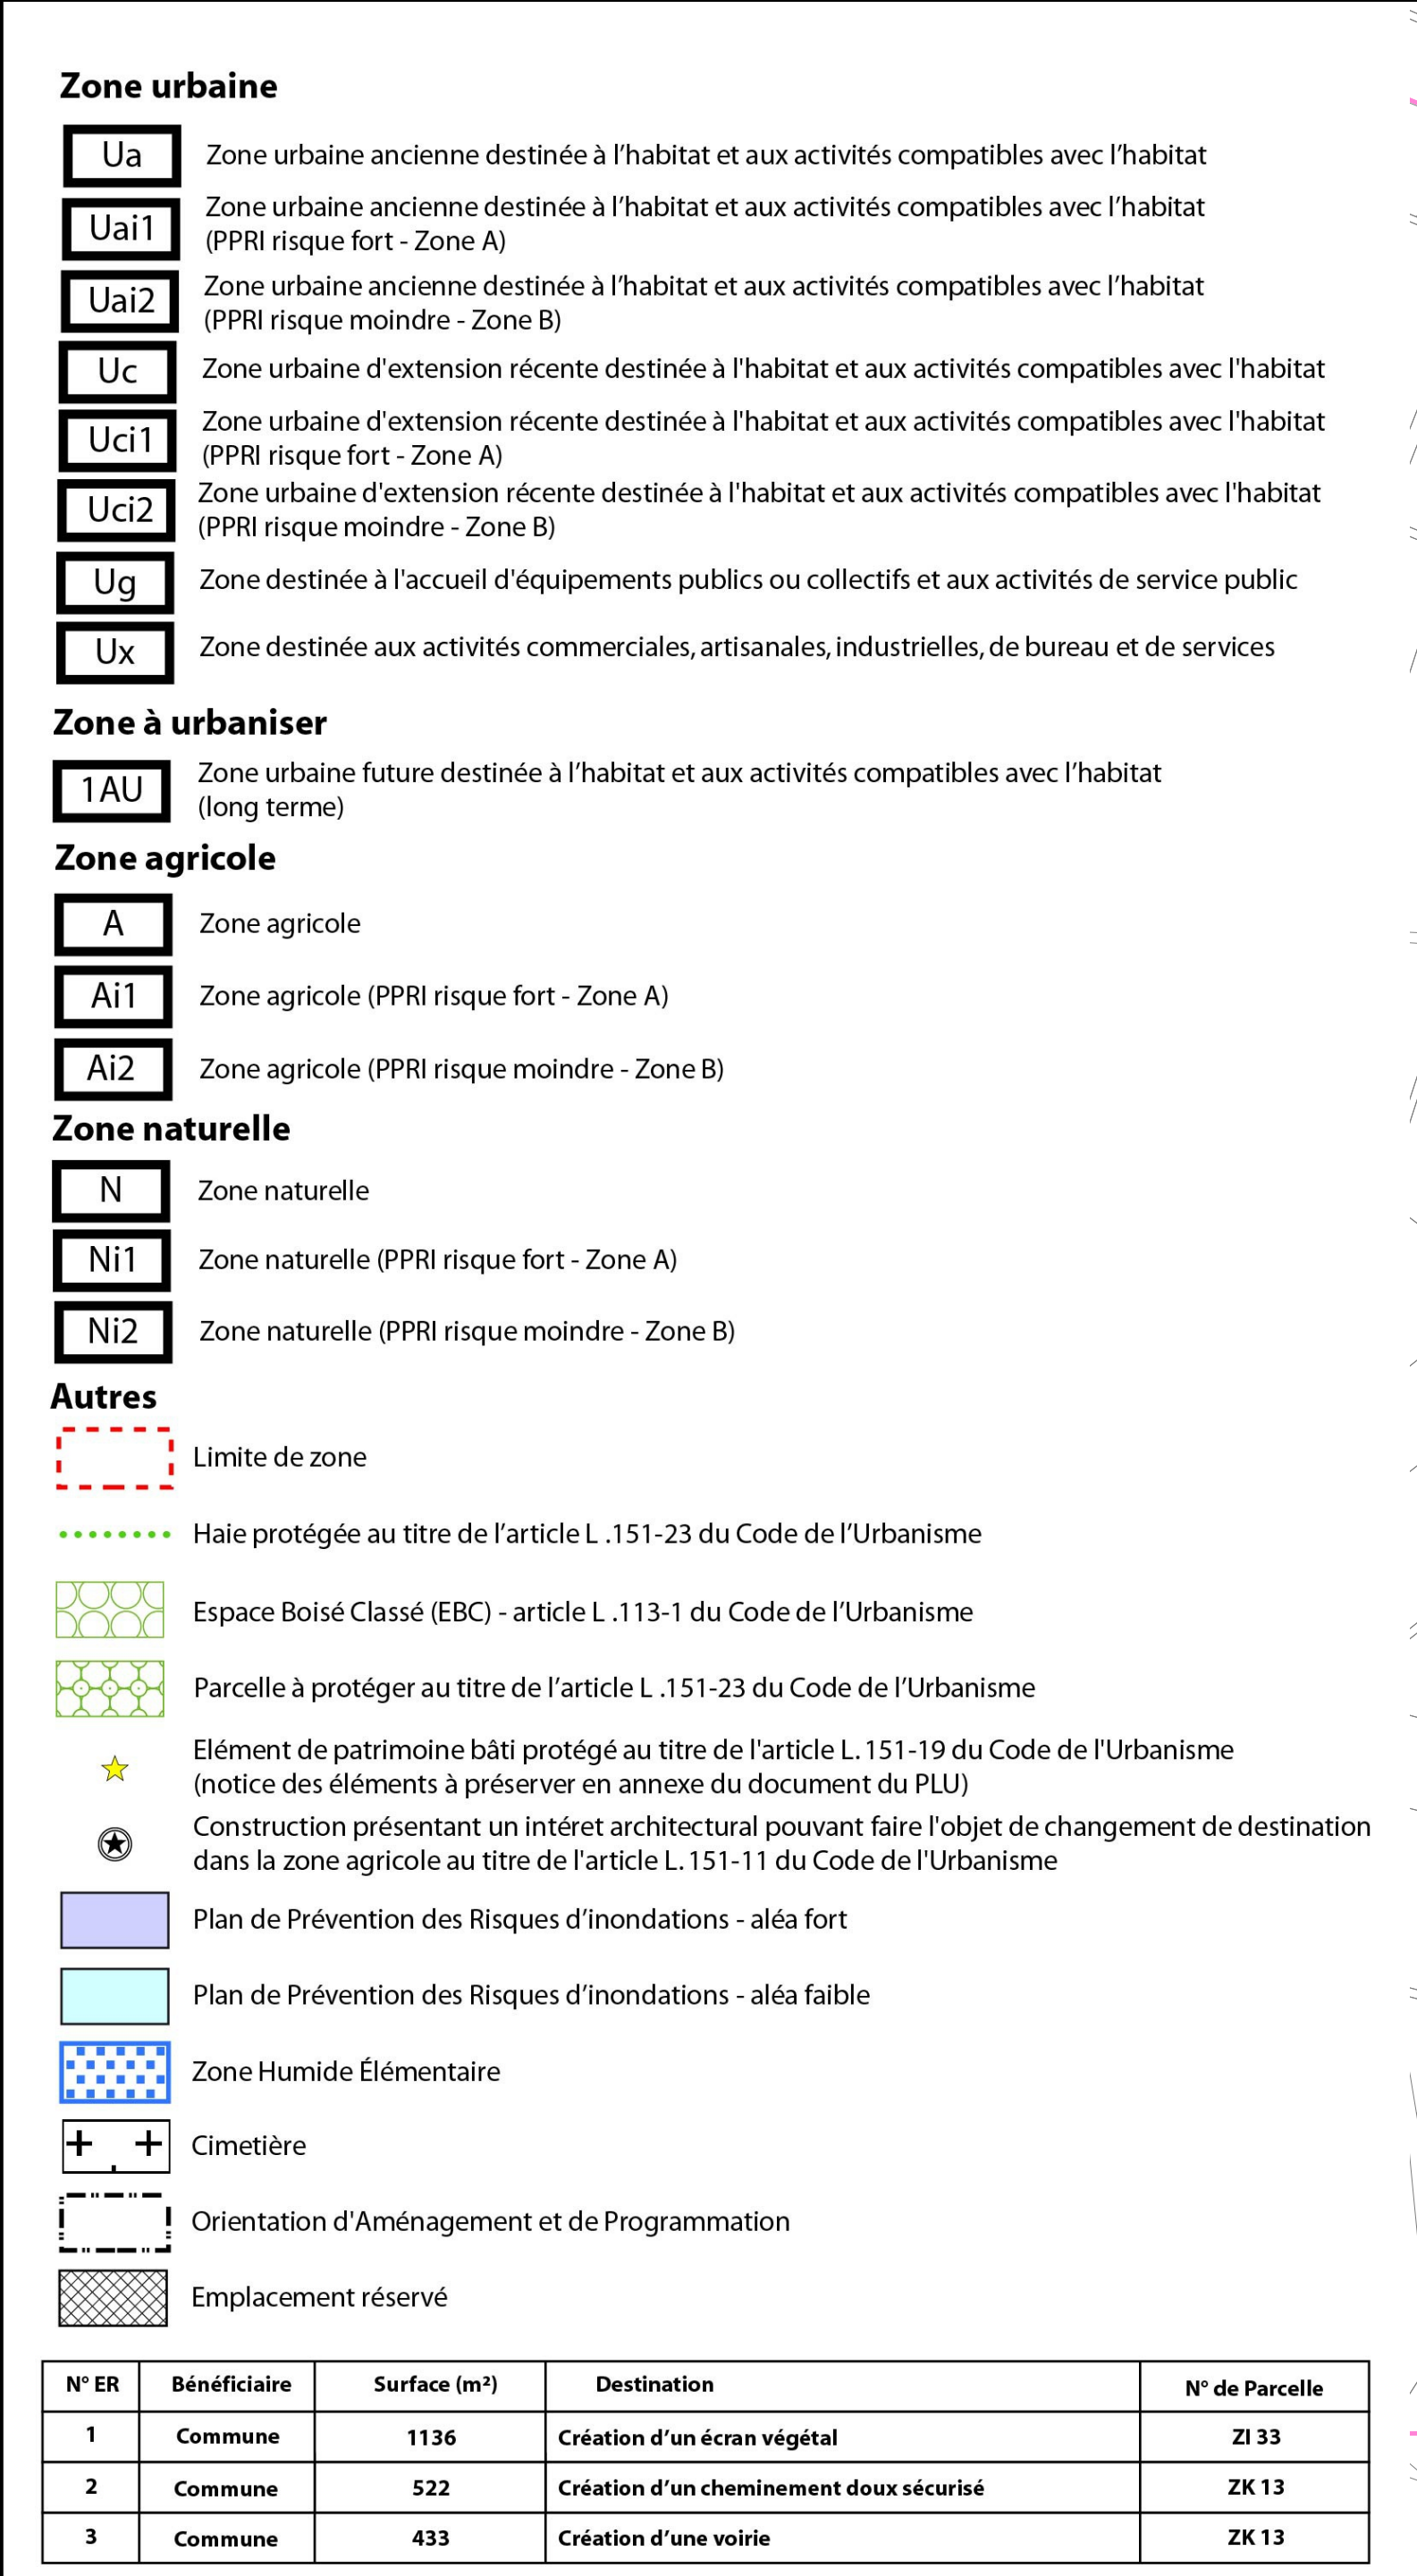 Zone urbaine
Ua Zone urbaine ancienne destinée à l’habitat et aux activités compatibles avec l’habitat
Uai1 Zone urbaine ancienne destinée à l’habitat et aux activités compatibles avec l’habitat
(PPRI risque fort - Zone A)
Uai2 Zone urbaine ancienne destinée à l’habitat et aux activités compatibles avec l’habitat
(PPRI risque moindre - Zone B)
Uc Zone urbaine d'extension récente destinée à l'habitat et aux activités compatibles avec l'habitat
Uci1 Zone urbaine d'extension récente destinée à l'habitat et aux activités compatibles avec l'habitat
(PPRI risque fort - Zone A)
Uci2 Zone urbaine d'extension récente destinée à l'habitat et aux activités compatibles avec l'habitat
(PPRI risque moindre - Zone B)
Ug Zone destinée à l'accueil d'équipements publics ou collectifs et aux activités de service public
Ux Zone destinée aux activités commerciales, artisanales, industrielles, de bureau et de services
Zone à urbaniser
1AU Zone urbaine future destinée à l’habitat et aux activités compatibles avec l’habitat
(long terme)
Zone agricole
A Zone agricole
Ai1 Zone agricole (PPRI risque fort - Zone A)
Ai2 Zone agricole (PPRI risque moindre - Zone B)
Zone naturelle
N Zone naturelle
Ni1 Zone naturelle (PPRI risque fort - Zone A)
Ni2 Zone naturelle (PPRI risque moindre - Zone B)
Autres
Limite de zone
Haie protégée au titre de l’article L .151-23 du Code de l’Urbanisme
Espace Boisé Classé (EBC) - article L .113-1 du Code de l’Urbanisme
Parcelle à protéger au titre de l’article L .151-23 du Code de l’Urbanisme
Elément de patrimoine bâti protégé au titre de l'article L. 151-19 du Code de l'Urbanisme
(notice des éléments à préserver en annexe du document du PLU)
Construction présentant un intéret architectural pouvant faire l'objet de changement de destination
dans la zone agricole au titre de l'article L. 151-11 du Code de l'Urbanisme
Plan de Prévention des Risques d’inondations - aléa fort
Plan de Prévention des Risques d’inondations - aléa faible
Zone Humide Élémentaire
Cimetière
Orientation d'Aménagement et de Programmation
Emplacement réservé
N° ER Bénéficiaire Surface (m²) Destination N° de Parcelle
1 Commune 1136 Création d’un écran végétal ZI 33
2 Commune 522 Création d’un cheminement doux sécurisé ZK 13
3 Commune 433 Création d’une voirie ZK 13